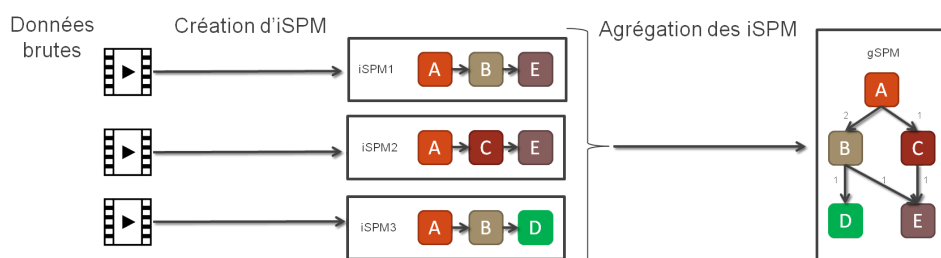 Données
brutes
Création d'iSPM
Agrégation des iSPM
iSPM1
A B E
iSPM2
A C E
iSPM3
A B D
gSPM
A
2 1
B C
1 1 1
D E